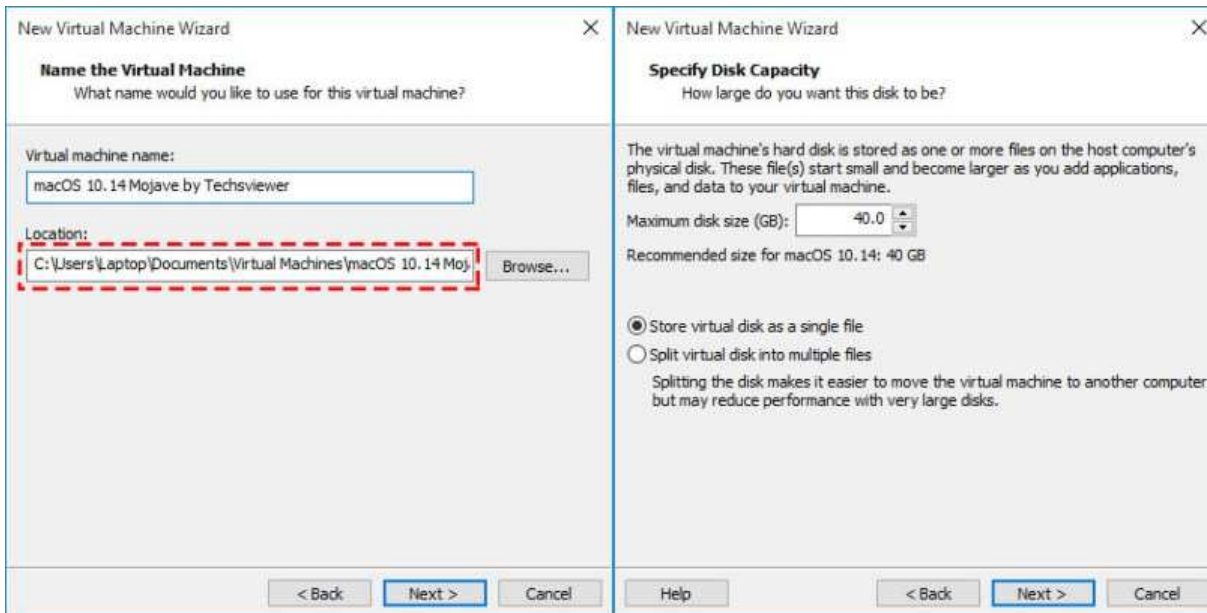 New Virtual Machine Wizard
Name the Virtual Machine
What name would you like to use for this virtual machine?
Virtual machine name:
macOS 10.14 Mojave by Techsviewer
Location:
C:\Users\Laptop\Documents\Virtual Machines\macOS 10.14 Moj
Browse...
< Back
Next >
Cancel
New Virtual Machine Wizard
Specify Disk Capacity
How large do you want this disk to be?
The virtual machine's hard disk is stored as one or more files on the host computer's
physical disk. These file(s) start small and become larger as you add applications,
files, and data to your virtual machine.
Maximum disk size (GB):
40.0
Recommended size for macOS 10.14: 40 GB
Store virtual disk as a single file
Split virtual disk into multiple files
Splitting the disk makes it easier to move the virtual machine to another computer
but may reduce performance with very large disks.
Help
< Back
Next >
Cancel